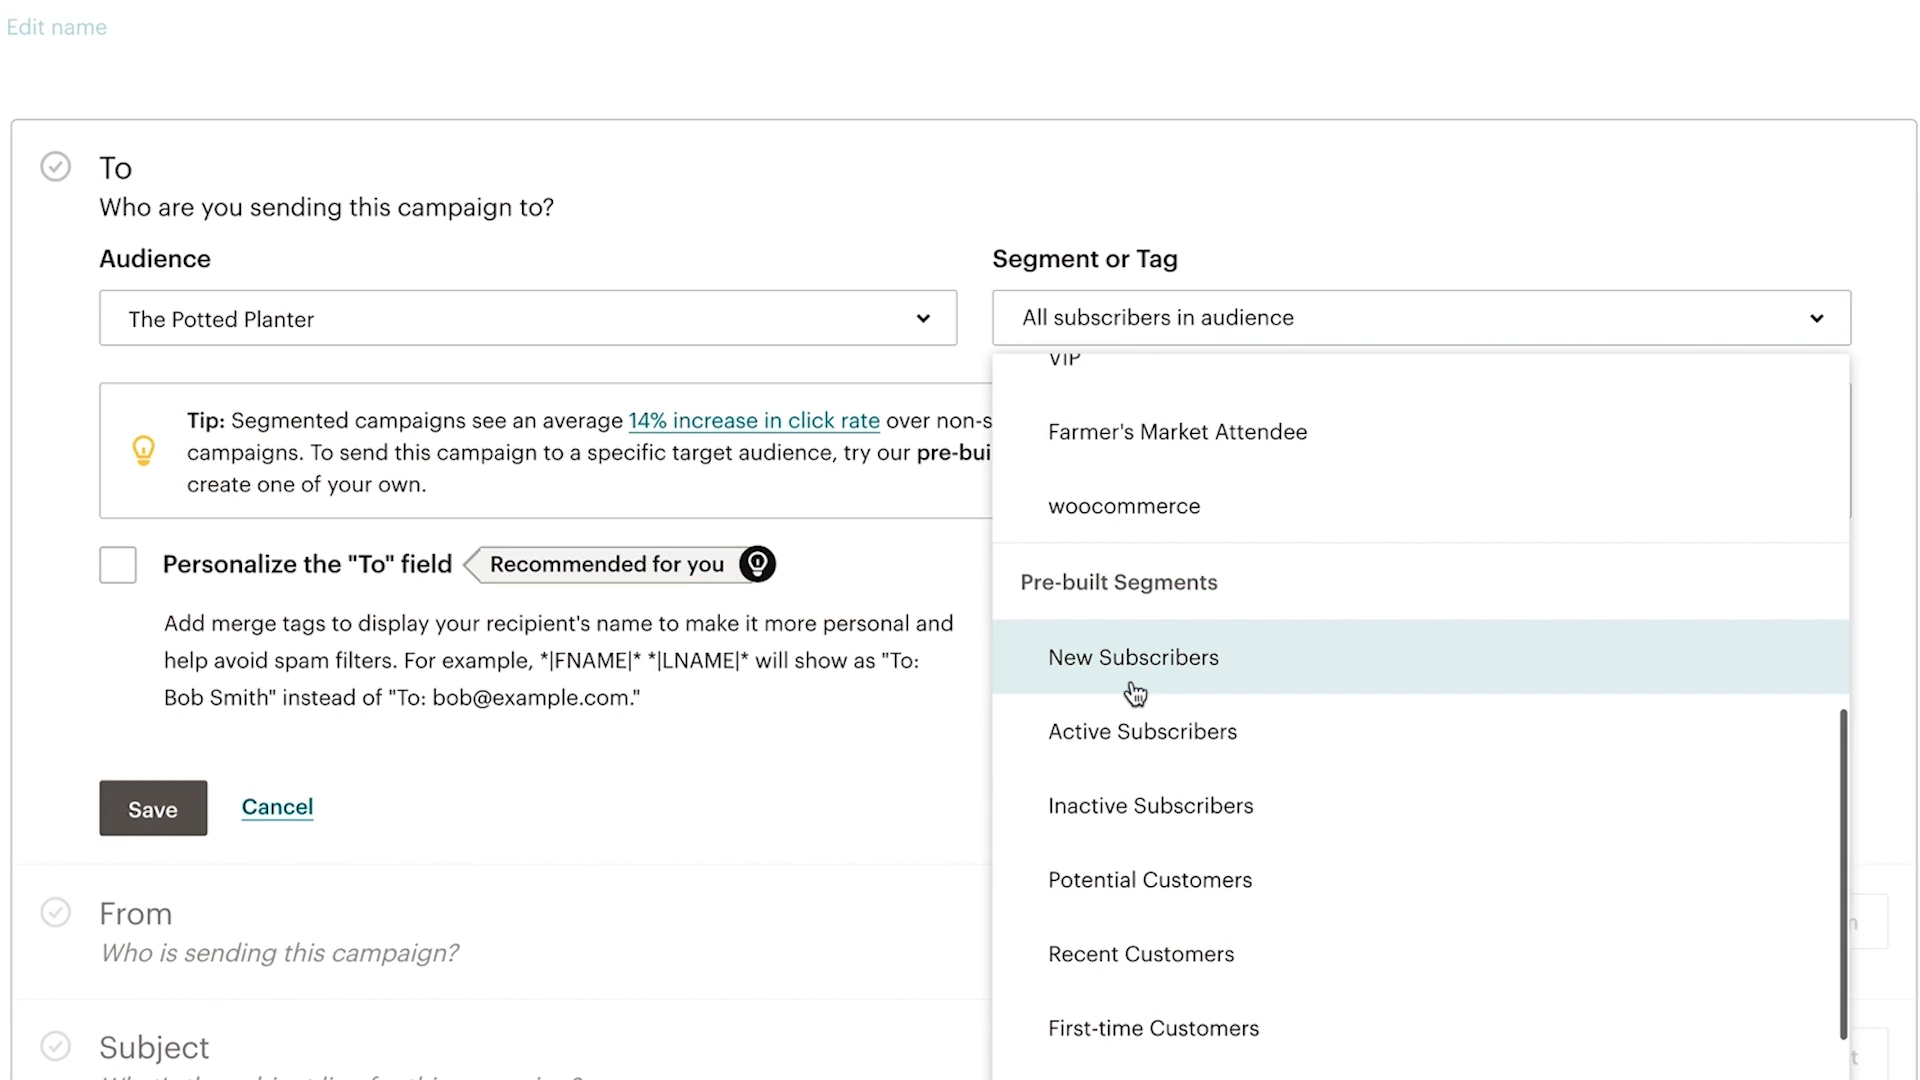 Edit name
To
Who are you sending this campaign to?
Audience
Segment or Tag
The Potted Planter
All subscribers in audience
VIP
Farmer's Market Attendee
woocommerce
Pre-built Segments
New Subscribers
Active Subscribers
Inactive Subscribers
Potential Customers
Recent Customers
First-time Customers
Tip: Segmented campaigns see an average 14% increase in click rate over non-s
campaigns. To send this campaign to a specific target audience, try our pre-bui
create one of your own.
Personalize the "To" field
Recommended for you
Add merge tags to display your recipient's name to make it more personal and
help avoid spam filters. For example, *|FNAME|* *|LNAME|* will show as "To:
Bob Smith" instead of "To: bob@example.com."
Save
Cancel
From
Who is sending this campaign?
Subject